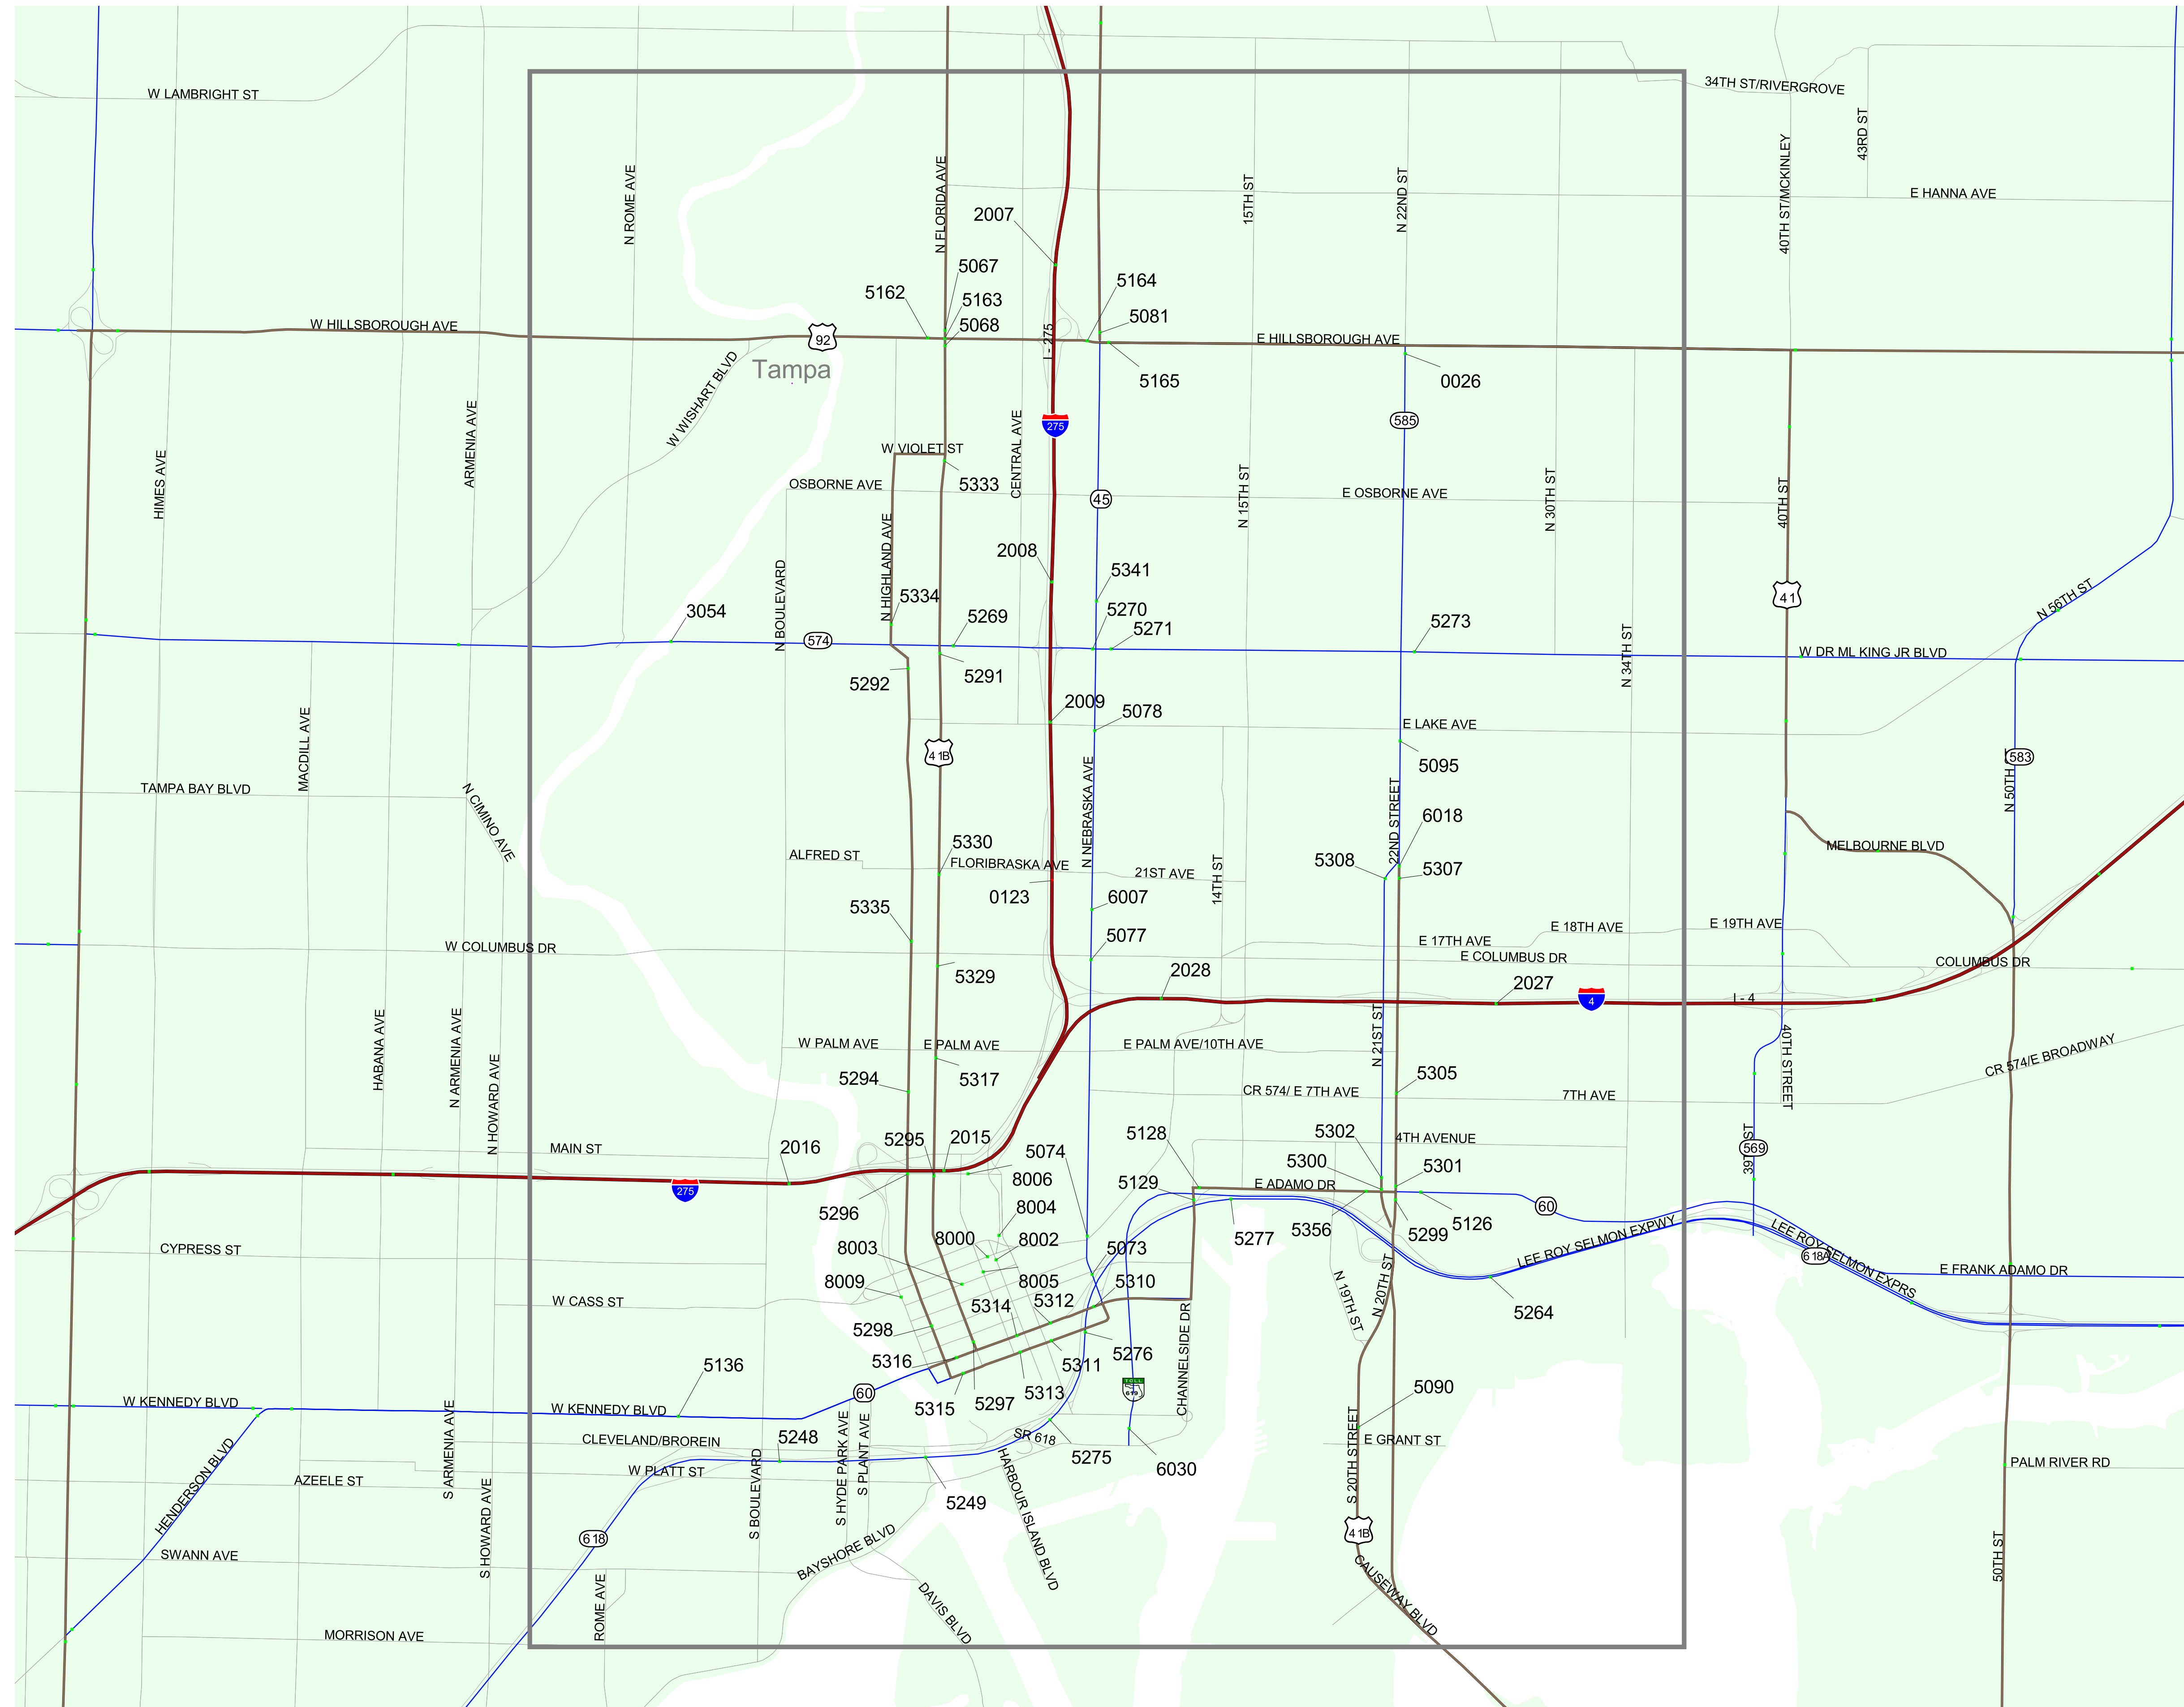 W LAMBRIGHT ST
34TH ST/RIVERGROVE
43RD ST
40TH ST/MCKINLEY
N ROME AVE
N FLORIDA AVE
15TH ST
N 22ND ST
E HANNA AVE
2007
5067
5162
5163
5164
5068
5081
W HILLSBOROUGH AVE
92
I - 275
E HILLSBOROUGH AVE
Tampa
5165
0026
W WISHART BLVD
275
585
ARMENIA AVE
CENTRAL AVE
W VIOLET ST
HIMES AVE
OSBORNE AVE
5333
45
E OSBORNE AVE
N 15TH ST
N 30TH ST
40TH ST
N HIGHLAND AVE
2008
5341
N BOULEVARD
41
N 56TH ST
3054
5334
5269
5270
5271
5273
574
N 34TH ST
W DR ML KING JR BLVD
5292
5291
2009
5078
E LAKE AVE
MACDILL AVE
41B
5095
583
N 50TH
TAMPA BAY BLVD
N CIMINO AVE
N NEBRASKA AVE
22ND STREET
6018
5330
ALFRED ST
FLORIBRASKA AVE
21ST AVE
14TH ST
5308
5307
MELBOURNE BLVD
0123
6007
5335
E 18TH AVE
E 19TH AVE
5077
W COLUMBUS DR
E 17TH AVE
E COLUMBUS DR
COLUMBUS DR
5329
2028
2027
4
I - 4
HABANA AVE
N ARMENIA AVE
N HOWARD AVE
W PALM AVE
E PALM AVE
E PALM AVE/10TH AVE
N 21ST ST
40TH STREET
CR 574/E BROADWAY
5294
5317
5305
CR 574/ E 7TH AVE
7TH AVE
MAIN ST
2016
5295
2015
5074
5128
5302
4TH AVENUE
39TH ST
569
275
8006
5129
5300
5301
E ADAMO DR
5296
8004
60
5356
5126
5277
5299
8000
8002
8003
5073
CYPRESS ST
LEE ROY SELMON EXPWY
LEE ROY SELMON EXPRS
618A
E FRANK ADAMO DR
8009
8005
5310
W CASS ST
5314
5312
N 19TH ST
N 20TH ST
5264
5298
CHANNELSIDE DR
5316
5311
5276
5136
60
5313
TOLL
619
5090
W KENNEDY BLVD
W KENNEDY BLVD
5315
5297
S ARMENIA AVE
S HYDE PARK AVE
S PLANT AVE
CLEVELAND/BROREIN
5248
SR 618
5275
S 20TH STREET
E GRANT ST
HENDERSON BLVD
AZEELE ST
W PLATT ST
S BOULEVARD
6030
PALM RIVER RD
5249
HARBOUR ISLAND BLVD
S HOWARD AVE
618
41B
SWANN AVE
BAYSHORE BLVD
CAUSEWAY BLVD
50TH ST
ROME AVE
DAVIS BLVD
MORRISON AVE